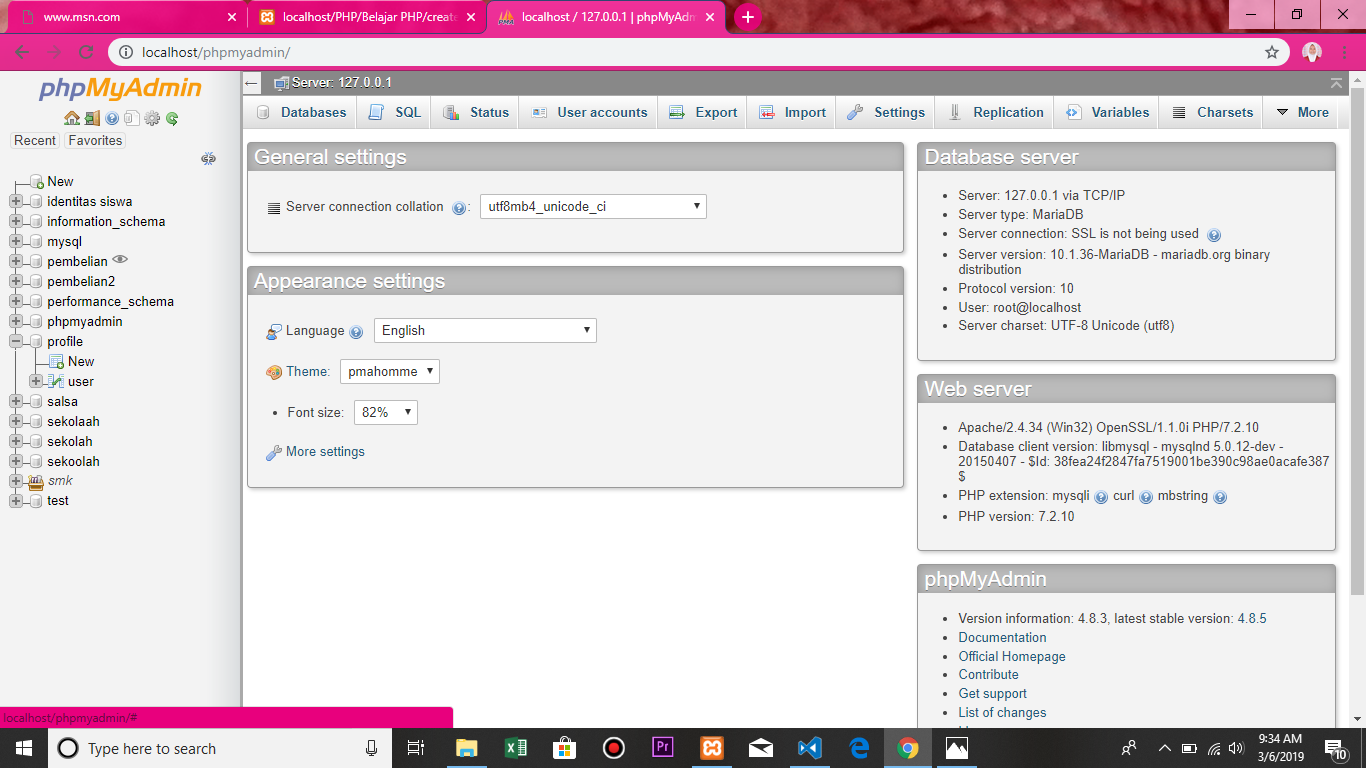 www.msn.com
localhost/PHP/Belajar PHP/create
localhost / 127.0.0.1 | phpMyAdm
localhost/phpmyadmin/
phpMyAdmin
Recent
Favorites
New
identitas siswa
information_schema
mysql
pembelian
pembelian2
performance_schema
phpmyadmin
profile
New
user
salsa
sekolaah
sekolah
sekoolah
smk
test
localhost/phpmyadmin/#
Server: 127.0.0.1
Databases
SQL
Status
User accounts
Export
Import
Settings
Replication
Variables
Charsets
More
General settings
Server connection collation :
utf8mb4_unicode_ci
Appearance settings
Language
English
Theme:
pmahomme
Font size:
82%
More settings
Database server
Server: 127.0.0.1 via TCP/IP
Server type: MariaDB
Server connection: SSL is not being used
Server version: 10.1.36-MariaDB - mariadb.org binary
distribution
Protocol version: 10
User: root@localhost
Server charset: UTF-8 Unicode (utf8)
Web server
Apache/2.4.34 (Win32) OpenSSL/1.1.0i PHP/7.2.10
Database client version: libmysql - mysqlnd 5.0.12-dev -
20150407 - $Id: 38fea24f2847fa7519001be390c98ae0acafe387
$
PHP extension: mysqli curl mbstring
PHP version: 7.2.10
phpMyAdmin
Version information: 4.8.3, latest stable version: 4.8.5
Documentation
Official Homepage
Contribute
Get support
List of changes
Type here to search
Pr
9:34 AM
3/6/2019
10